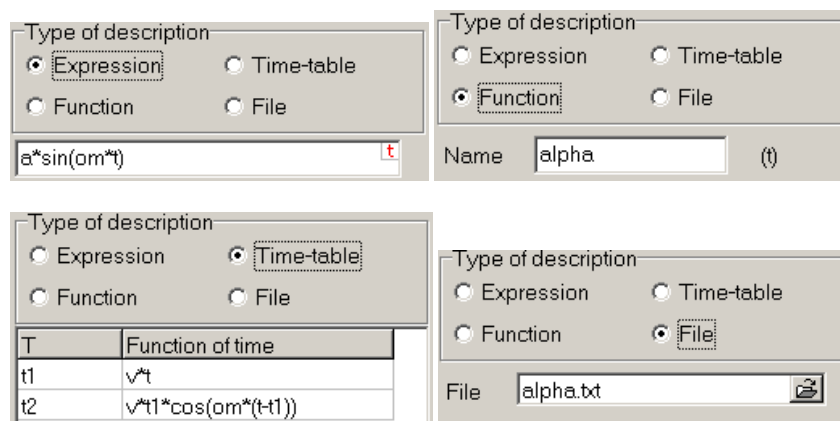 Type of description
Expression Time-table
Function File
a*sin(om*t) t
Type of description
Expression Time-table
Function File
Name alpha (t)
Type of description
Expression Time-table
Function File
T Function of time
t1 v*t
t2 v*t1*cos(om*(t-t1))
Type of description
Expression Time-table
Function File
File alpha.txt